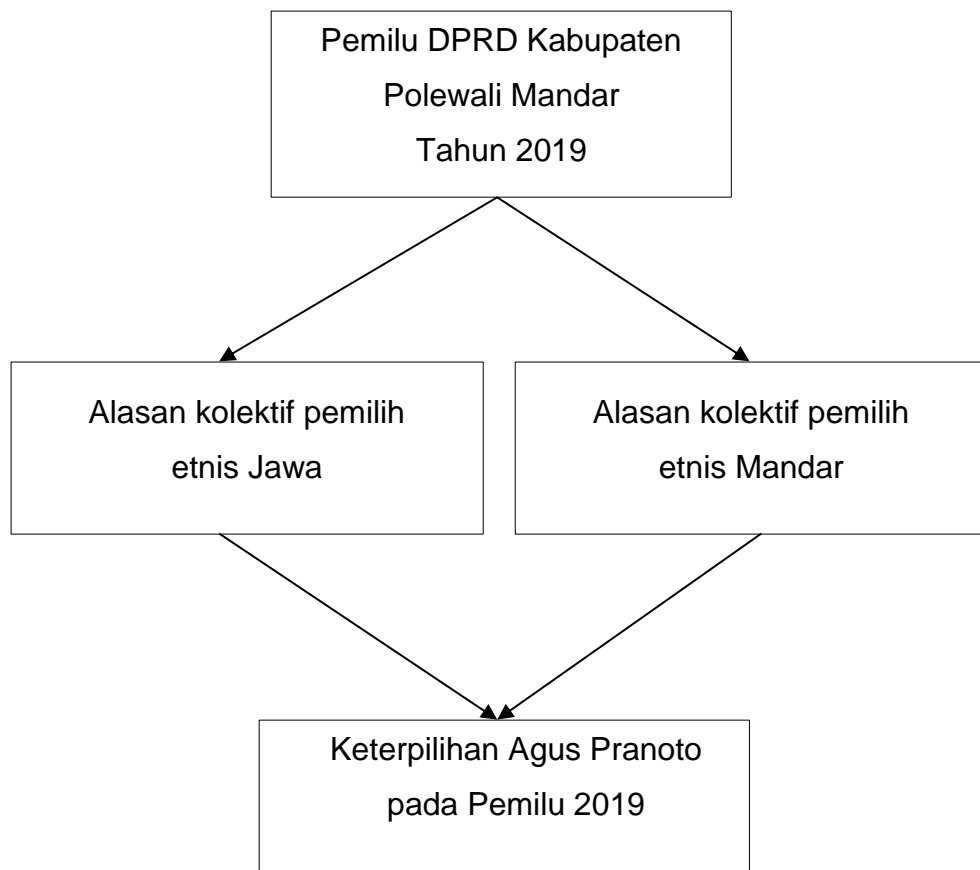 Pemilu DPRD Kabupaten
Polewali Mandar
Tahun 2019
Alasan kolektif pemilih
etnis Jawa
Alasan kolektif pemilih
etnis Mandar
Keterpilihan Agus Pranoto
pada Pemilu 2019